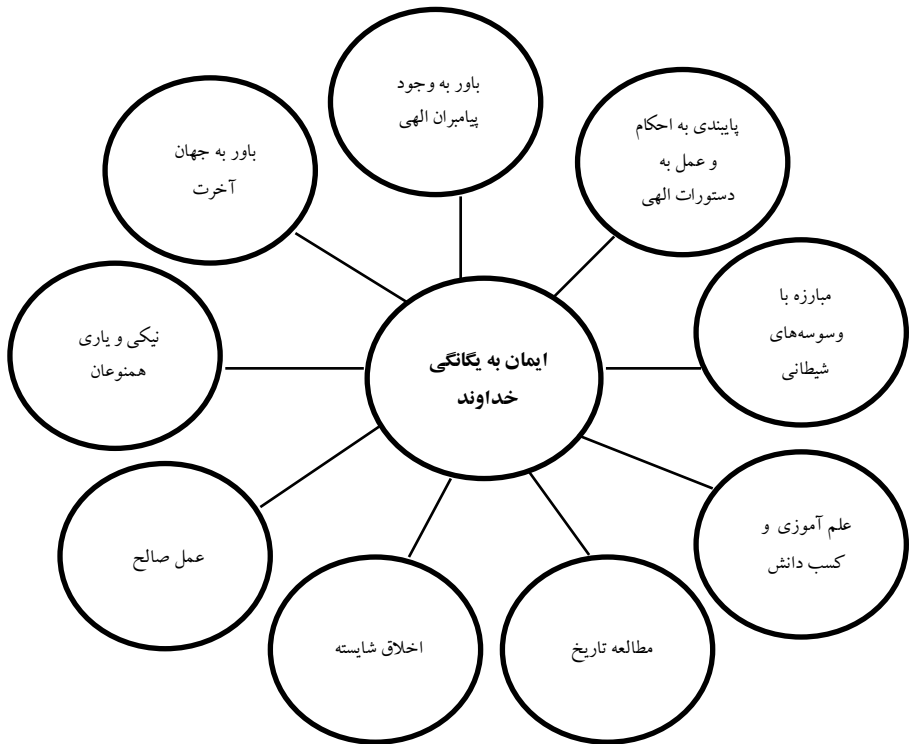 باور به وجود
پیامبران الهی
پایبندی به احکام
و عمل به
دستورات الهی
باور به جهان
آخرت
مبارزه با
وسوسه‌های
شیطانی
نیکی و یاری
همنوعان
ایمان به یگانگی
خداوند
علم آموزی و
کسب دانش
عمل صالح
اخلاق شایسته
مطالعه تاریخ